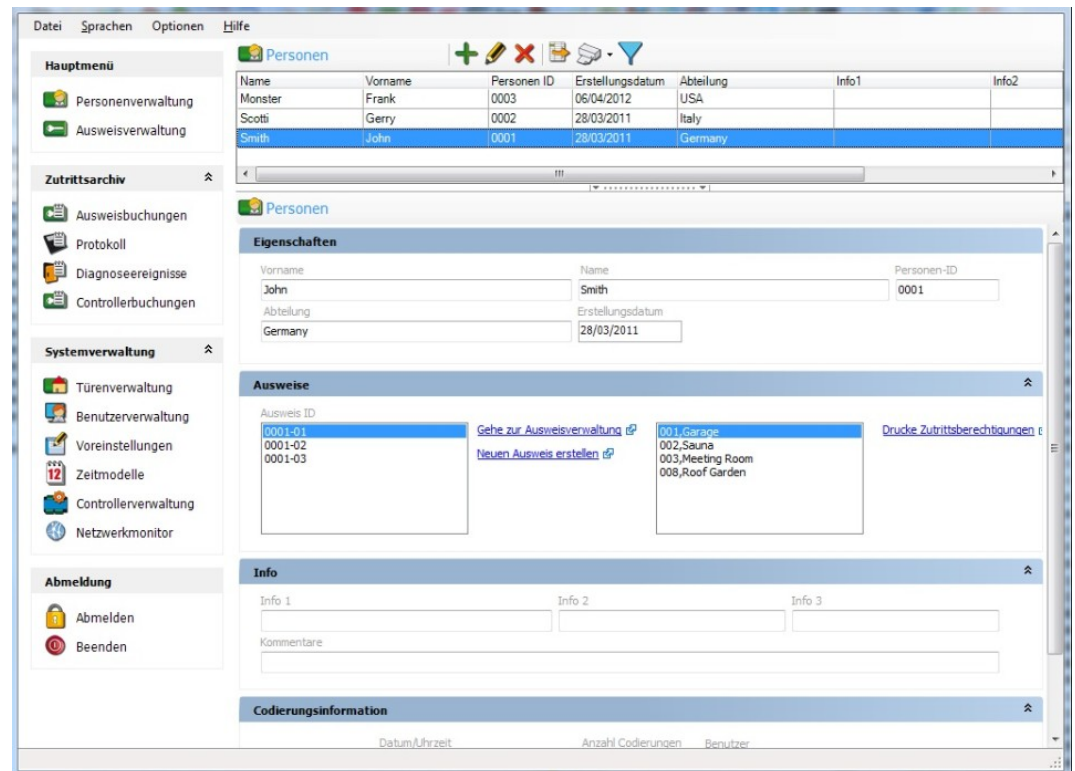 Datei Sprachen Optionen Hilfe
Hauptmenü
Personenverwaltung
Ausweisverwaltung
Zutrittsarchiv
Ausweisbuchungen
Protokoll
Diagnoseereignisse
Controllerbuchungen
Systemverwaltung
Türenverwaltung
Benutzerverwaltung
Voreinstellungen
12 Zeitmodelle
Controllerverwaltung
Netzwerkmonitor
Abmeldung
Abmelden
Beenden
Personen
Name Vorname Personen ID Erstellungsdatum Abteilung Info1 Info2
Monster Frank 0003 06/04/2012 USA
Scotti Gerry 0002 28/03/2011 Italy
Smith John 0001 28/03/2011 Germany
Personen
Eigenschaften
Vorname Name Personen-ID
John Smith 0001
Abteilung Erstellungsdatum
Germany 28/03/2011
Ausweise
Ausweis ID
0001-01 Gehe zur Ausweisverwaltung 001,Garage Drucke Zutrittsberechtigungen
0001-02 002,Sauna
0001-03 Neuen Ausweis erstellen 003,Meeting Room
008,Roof Garden
Info
Info 1 Info 2 Info 3
Kommentare
Codierungsinformation
Datum/Uhrzeit Anzahl Codierungen Benutzer